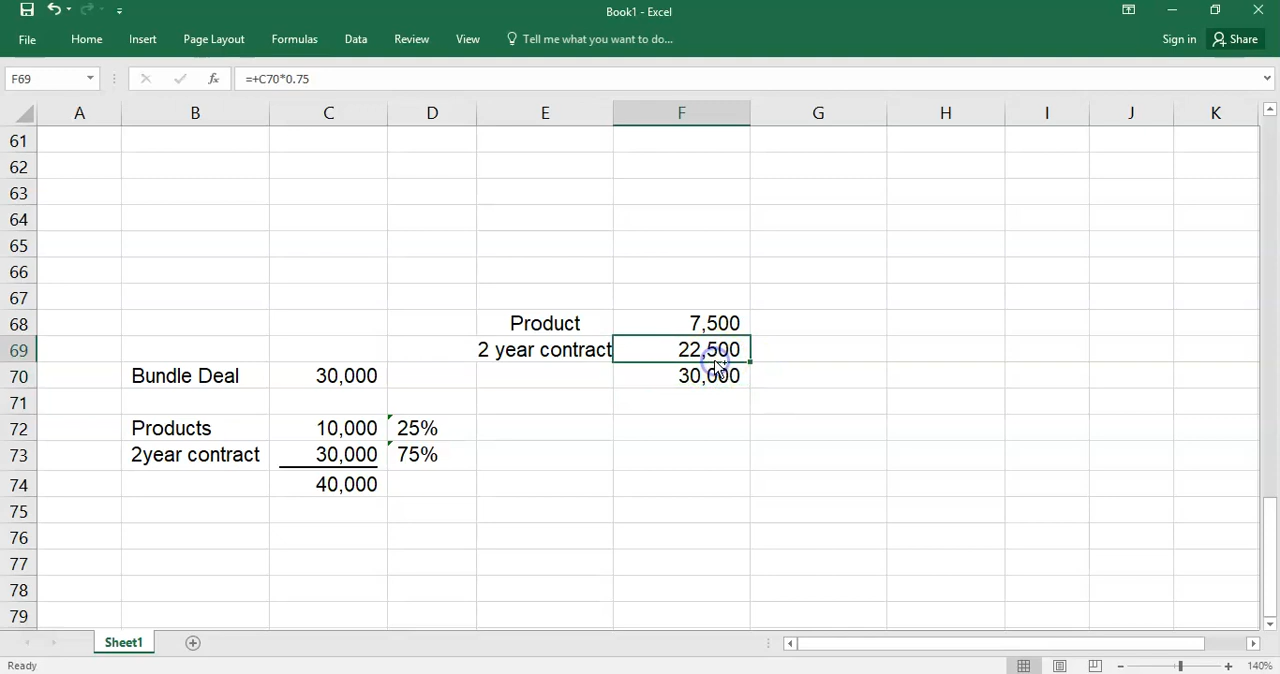 Book1 - Excel
File Home Insert Page Layout Formulas Data Review View Tell me what you want to do... Sign in Share
F69 fx =+C70*0.75
A B C D E F G H I J K
61
62
63
64
65
66
67
68 Product 7,500
69 2 year contract 22,500
70 Bundle Deal 30,000 30,000
71
72 Products 10,000 25%
73 2year contract 30,000 75%
74 40,000
75
76
77
78
79
Sheet1
Ready 140%